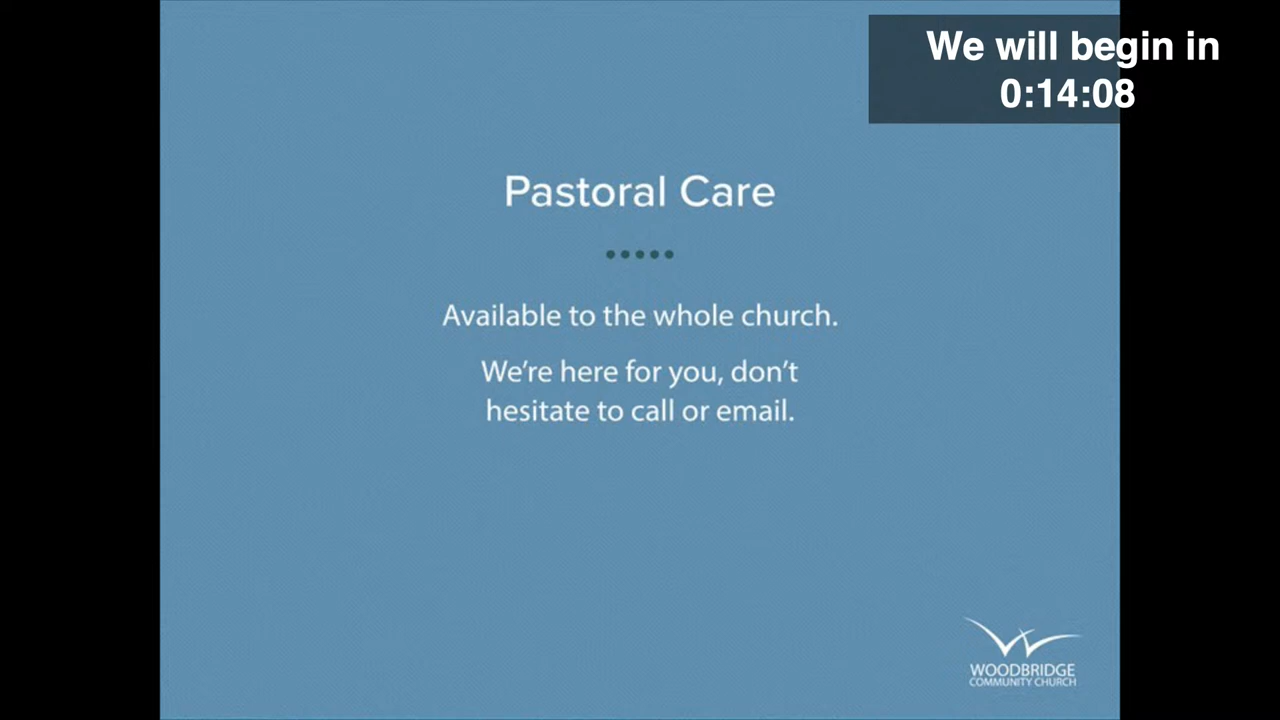 We will begin in
0:14:08
Pastoral Care
Available to the whole church.
We're here for you, don't
hesitate to call or email.
WOODBRIDGE
COMMUNITY CHURCH